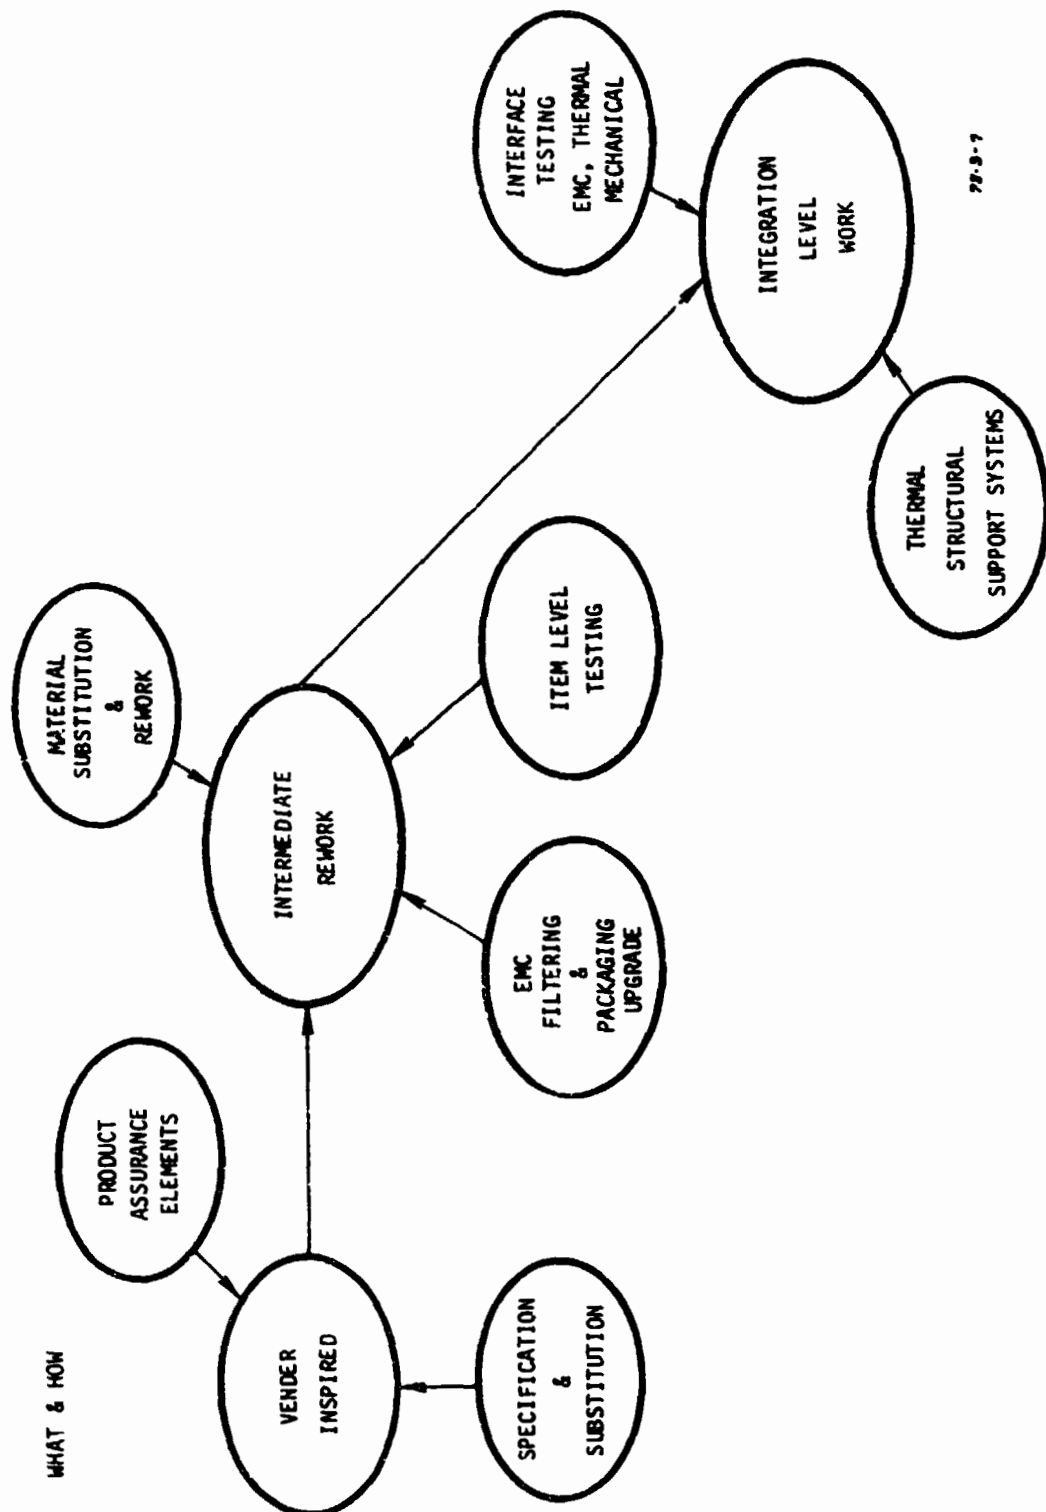 WHAT & HOW
PRODUCT
ASSURANCE
ELEMENTS
VENDER
INSPIRED
SPECIFICATION
&
SUBSTITUTION
MATERIAL
SUBSTITUTION
&
REWORK
INTERMEDIATE
REWORK
EMC
FILTERING
&
PACKAGING
UPGRADE
ITEM LEVEL
TESTING
INTERFACE
TESTING
EMC, THERMAL
MECHANICAL
INTEGRATION
LEVEL
WORK
THERMAL
STRUCTURAL
SUPPORT SYSTEMS